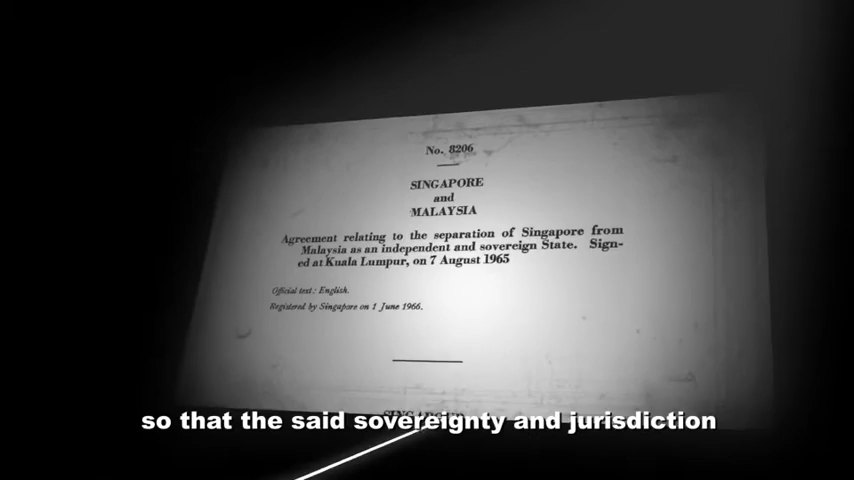 No. 8206
SINGAPORE
and
MALAYSIA
Agreement relating to the separation of Singapore from
Malaysia as an independent and sovereign State. Sign-
ed at Kuala Lumpur, on 7 August 1965
Official text: English.
Registered by Singapore on 1 June 1966.
so that the said sovereignty and jurisdiction